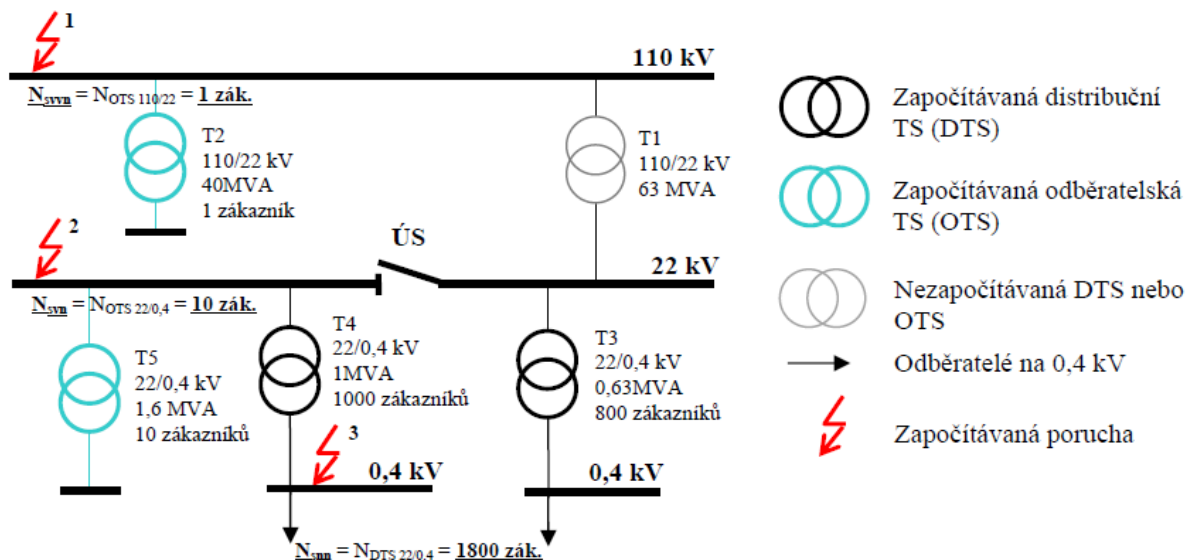 1
110 kV
N_svvn = N_OTS 110/22 = 1 zák.
T2
110/22 kV
40MVA
1 zákazník
T1
110/22 kV
63 MVA
2
ÚS
22 kV
N_svn = N_OTS 22/0,4 = 10 zák.
T5
22/0,4 kV
1,6 MVA
10 zákazníků
T4
22/0,4 kV
1MVA
1000 zákazníků
T3
22/0,4 kV
0,63MVA
800 zákazníků
3
0,4 kV
0,4 kV
N_snn = N_DTS 22/0,4 = 1800 zák.
Započítávaná distribuční
TS (DTS)
Započítávaná odběratelská
TS (OTS)
Nezapočítávaná DTS nebo
OTS
Odběratelé na 0,4 kV
Započítávaná porucha